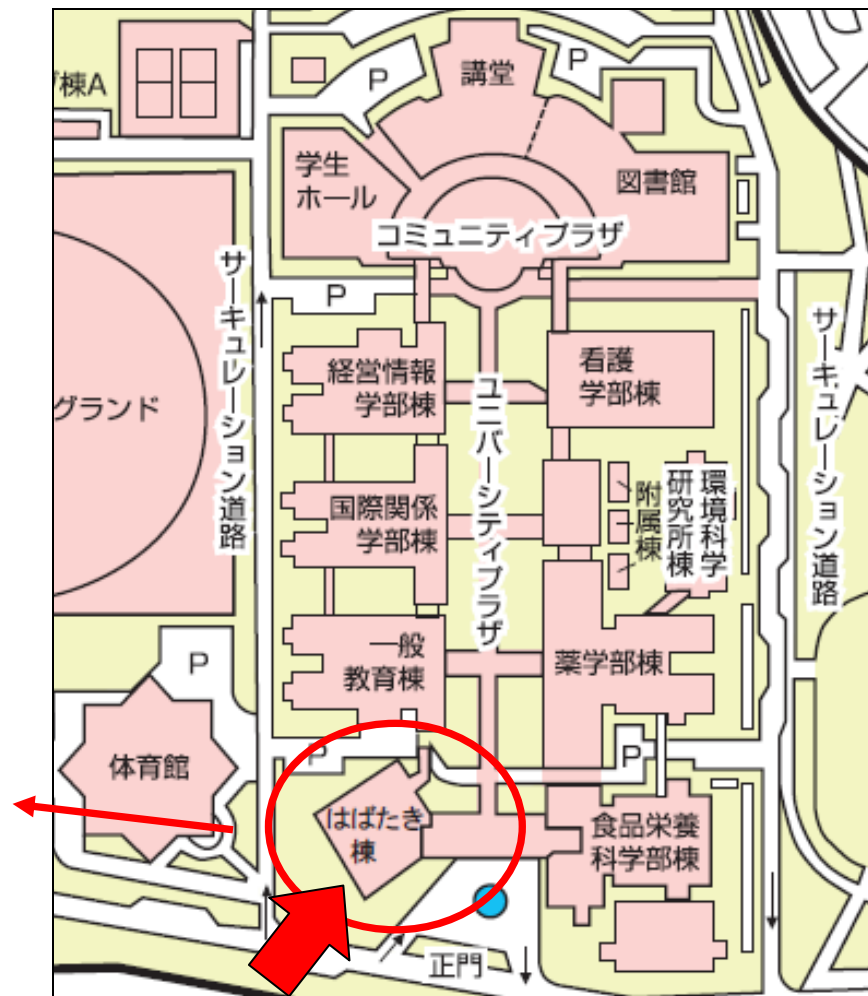 プ棟A
P
講堂
P
学生
ホール
図書館
コミュニティプラザ
サーキュレーション道路
P
経営情報
学部棟
看護
学部棟
ユニバーシティプラザ
サーキュレーション道路
グランド
国際関係
学部棟
附属棟
環境科学
研究所棟
P
一般
教育棟
薬学部棟
体育館
P
P
はばたき
棟
食品栄養
科学部棟
正門